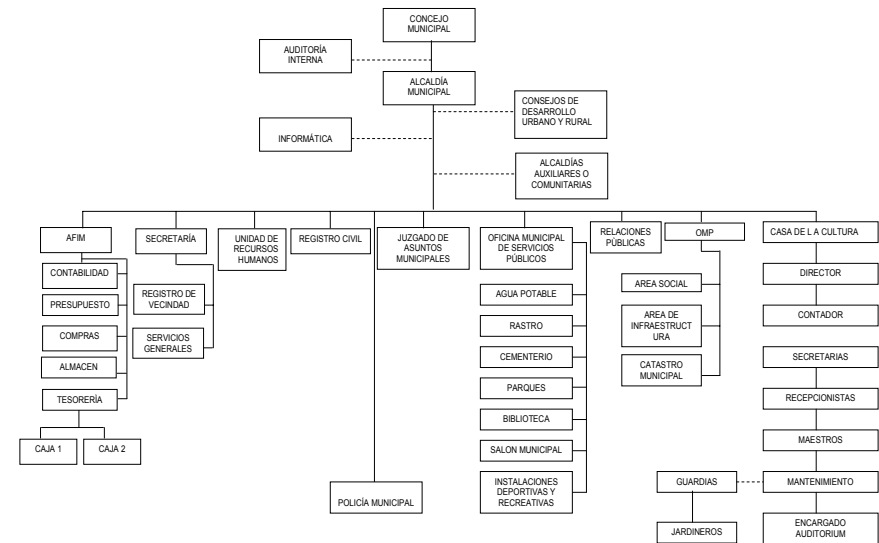 CONCEJO
MUNICIPAL
AUDITORÍA
INTERNA
ALCALDÍA
MUNICIPAL
CONSEJOS DE
DESARROLLO
URBANO Y RURAL
INFORMÁTICA
ALCALDÍAS
AUXILIARES O
COMUNITARIAS
AFIM
SECRETARÍA
UNIDAD DE
RECURSOS
HUMANOS
REGISTRO CIVIL
JUZGADO DE
ASUNTOS
MUNICIPALES
OFICINA MUNICIPAL
DE SERVICIOS
PÚBLICOS
RELACIONES
PÙBLICAS
OMP
CASA DE L A CULTURA
CONTABILIDAD
PRESUPUESTO
COMPRAS
ALMACEN
TESORERÍA
CAJA 1
CAJA 2
REGISTRO DE
VECINDAD
SERVICIOS
GENERALES
POLICÍA MUNICIPAL
AGUA POTABLE
RASTRO
CEMENTERIO
PARQUES
BIBLIOTECA
SALON MUNICIPAL
INSTALACIONES
DEPORTIVAS Y
RECREATIVAS
AREA SOCIAL
AREA DE
INFRAESTRUCT
URA
CATASTRO
MUNICIPAL
DIRECTOR
CONTADOR
SECRETARIAS
RECEPCIONISTAS
MAESTROS
GUARDIAS
MANTENIMIENTO
JARDINEROS
ENCARGADO
AUDITORIUM